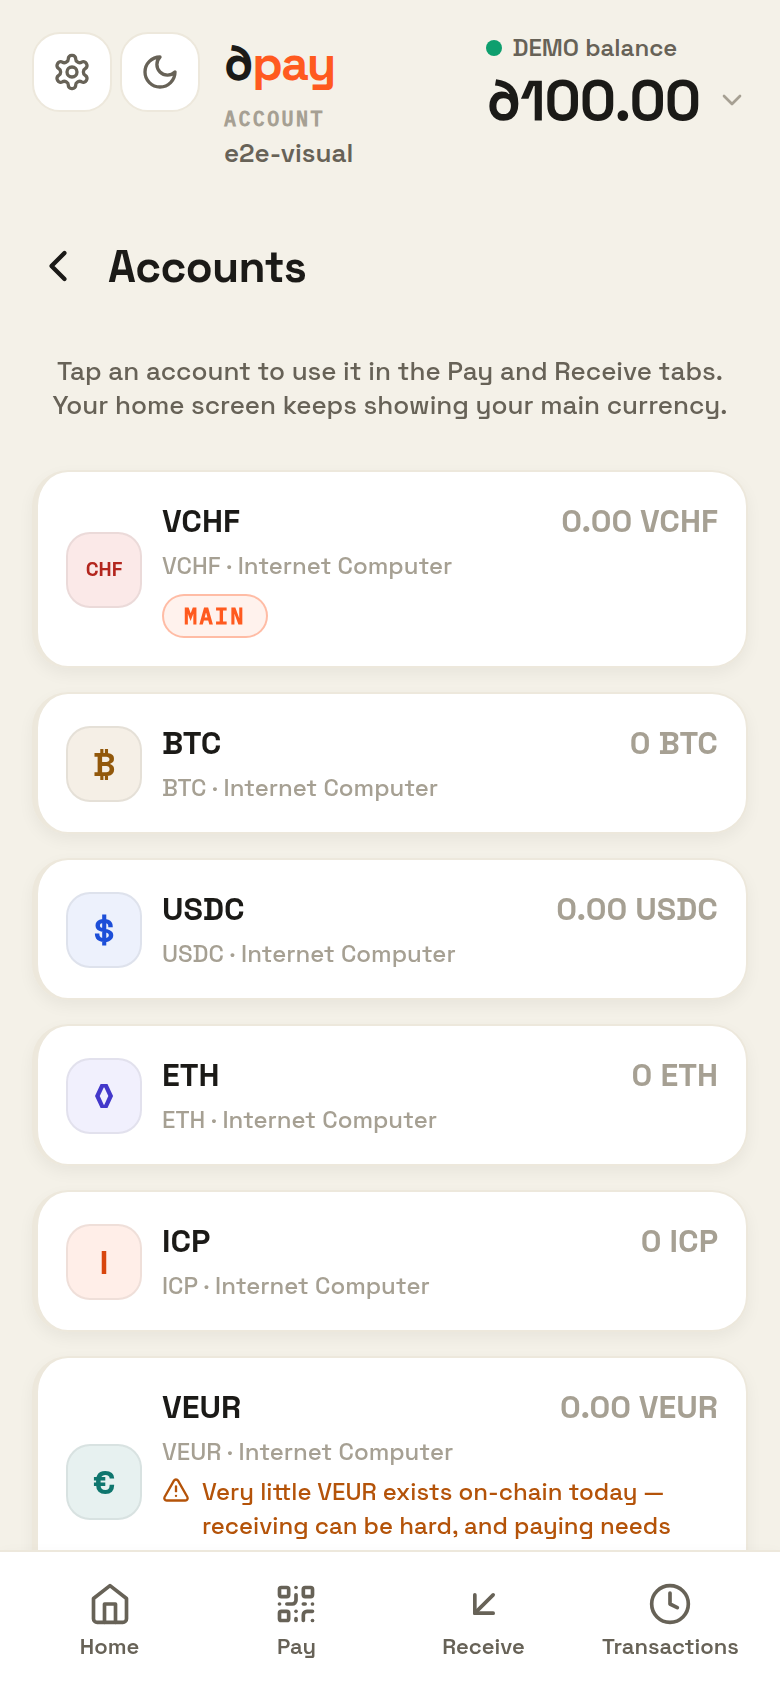 ∂pay
ACCOUNT
e2e-visual
DEMO balance
∂100.00
Accounts
Tap an account to use it in the Pay and Receive tabs.
Your home screen keeps showing your main currency.
CHF
VCHF
0.00 VCHF
VCHF · Internet Computer
MAIN
₿
BTC
0 BTC
BTC · Internet Computer
$
USDC
0.00 USDC
USDC · Internet Computer
ETH
0 ETH
ETH · Internet Computer
I
ICP
0 ICP
ICP · Internet Computer
€
VEUR
0.00 VEUR
VEUR · Internet Computer
Very little VEUR exists on-chain today —
receiving can be hard, and paying needs
Home
Pay
Receive
Transactions